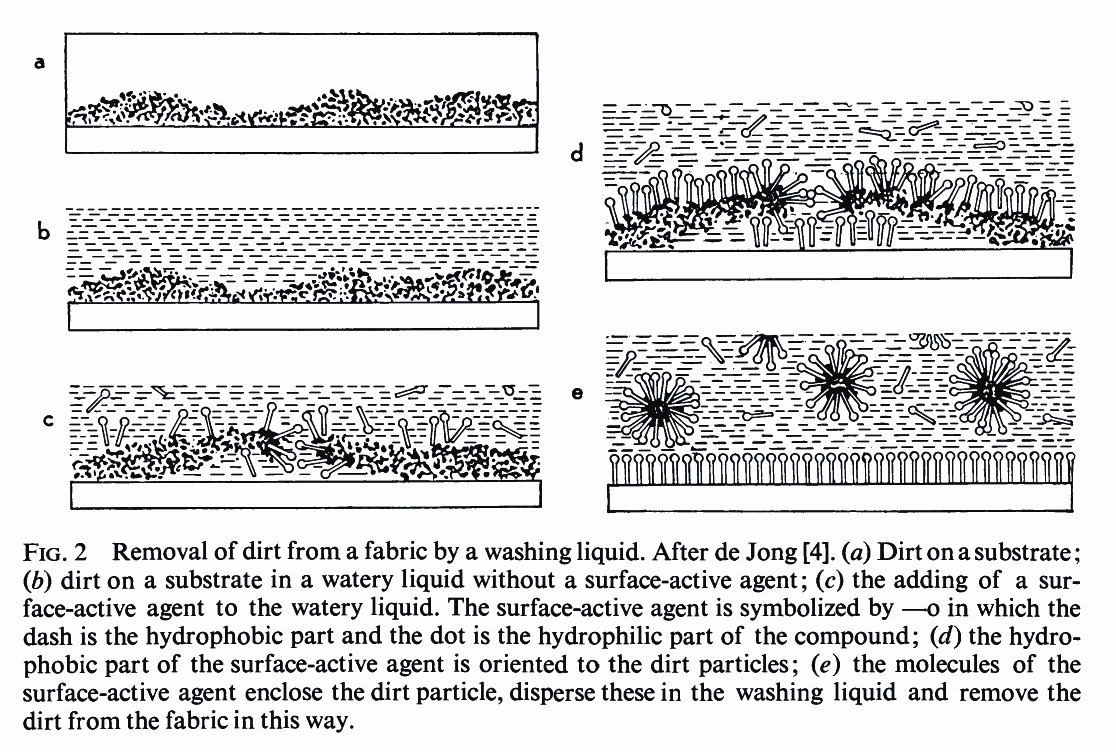 a
b
c
d
e
FIG. 2 Removal of dirt from a fabric by a washing liquid. After de Jong [4]. (a) Dirt on a substrate;
(b) dirt on a substrate in a watery liquid without a surface-active agent; (c) the adding of a sur-
face-active agent to the watery liquid. The surface-active agent is symbolized by —o in which the
dash is the hydrophobic part and the dot is the hydrophilic part of the compound; (d) the hydro-
phobic part of the surface-active agent is oriented to the dirt particles; (e) the molecules of the
surface-active agent enclose the dirt particle, disperse these in the washing liquid and remove the
dirt from the fabric in this way.